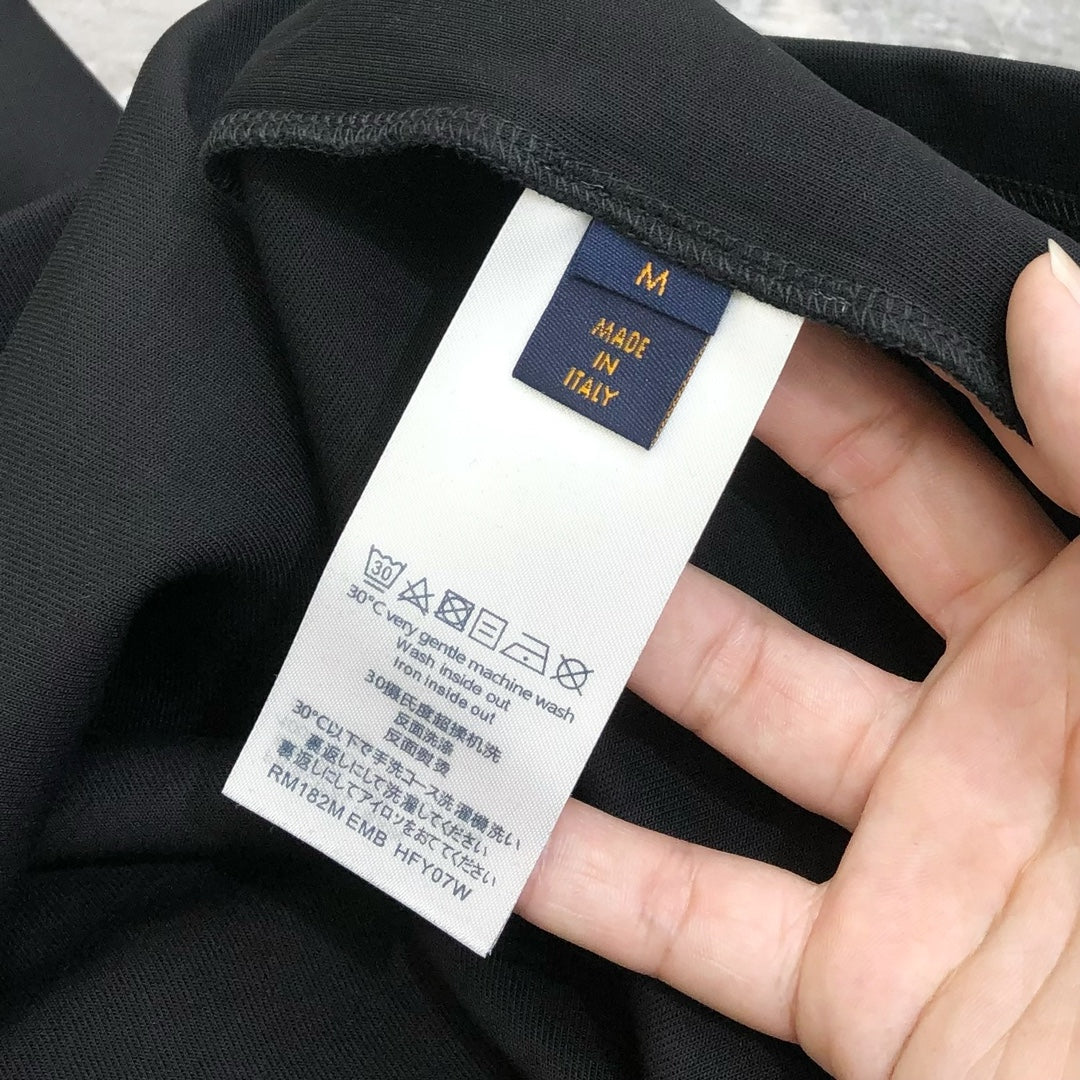 M
MADE
IN
ITALY
30
30°C very gentle machine wash
Wash inside out
Iron inside out
30摄氏度超揉机洗
反面洗涤
反面熨烫
30℃以下で手洗コース洗濯機洗い
裏返しにして洗濯してください
裏返しにしてアイロンをおてください
RM182M EMB HFY07W